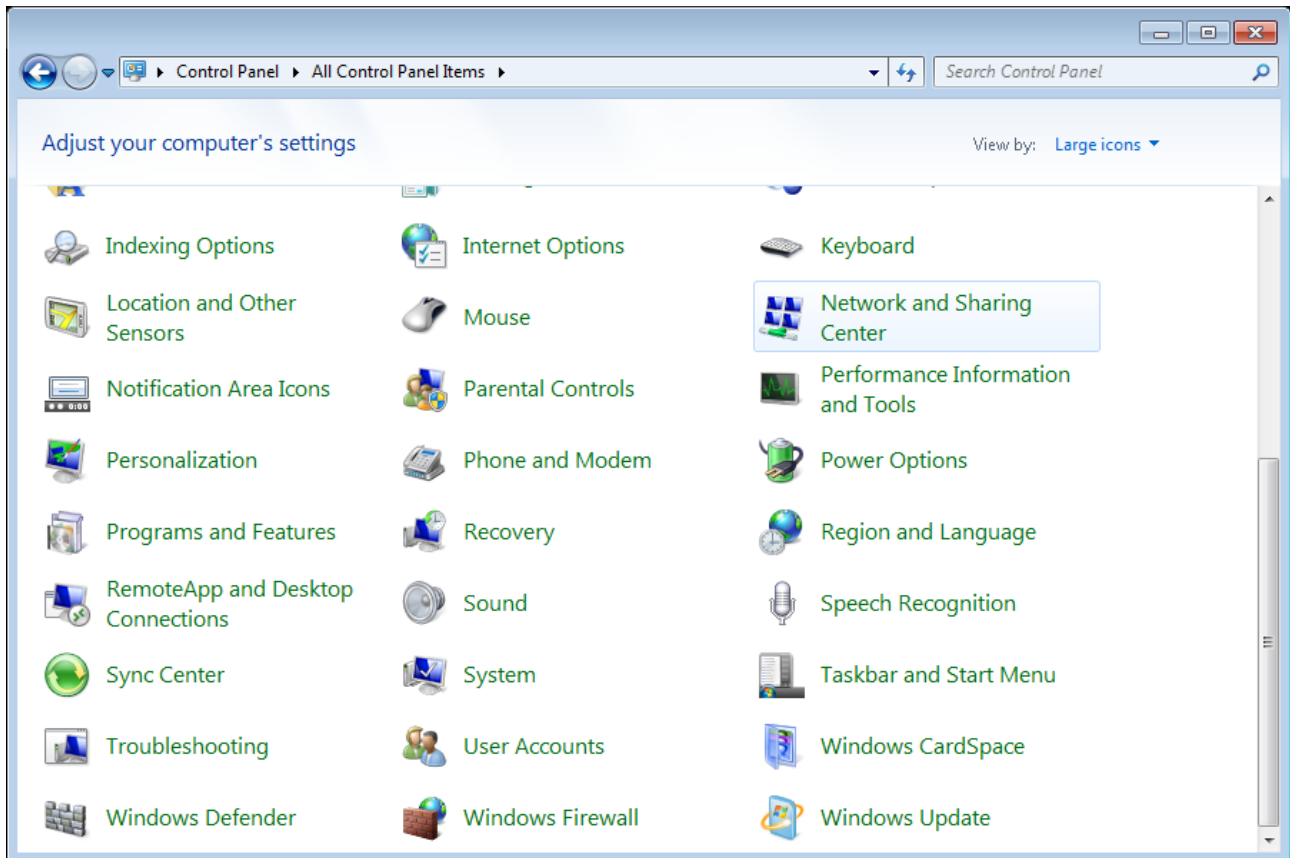 Control Panel All Control Panel Items
Search Control Panel
Adjust your computer's settings
View by: Large icons
Indexing Options
Internet Options
Keyboard
Location and Other
Sensors
Mouse
Network and Sharing
Center
Notification Area Icons
Parental Controls
Performance Information
and Tools
Personalization
Phone and Modem
Power Options
Programs and Features
Recovery
Region and Language
RemoteApp and Desktop
Connections
Sound
Speech Recognition
Sync Center
System
Taskbar and Start Menu
Troubleshooting
User Accounts
Windows CardSpace
Windows Defender
Windows Firewall
Windows Update